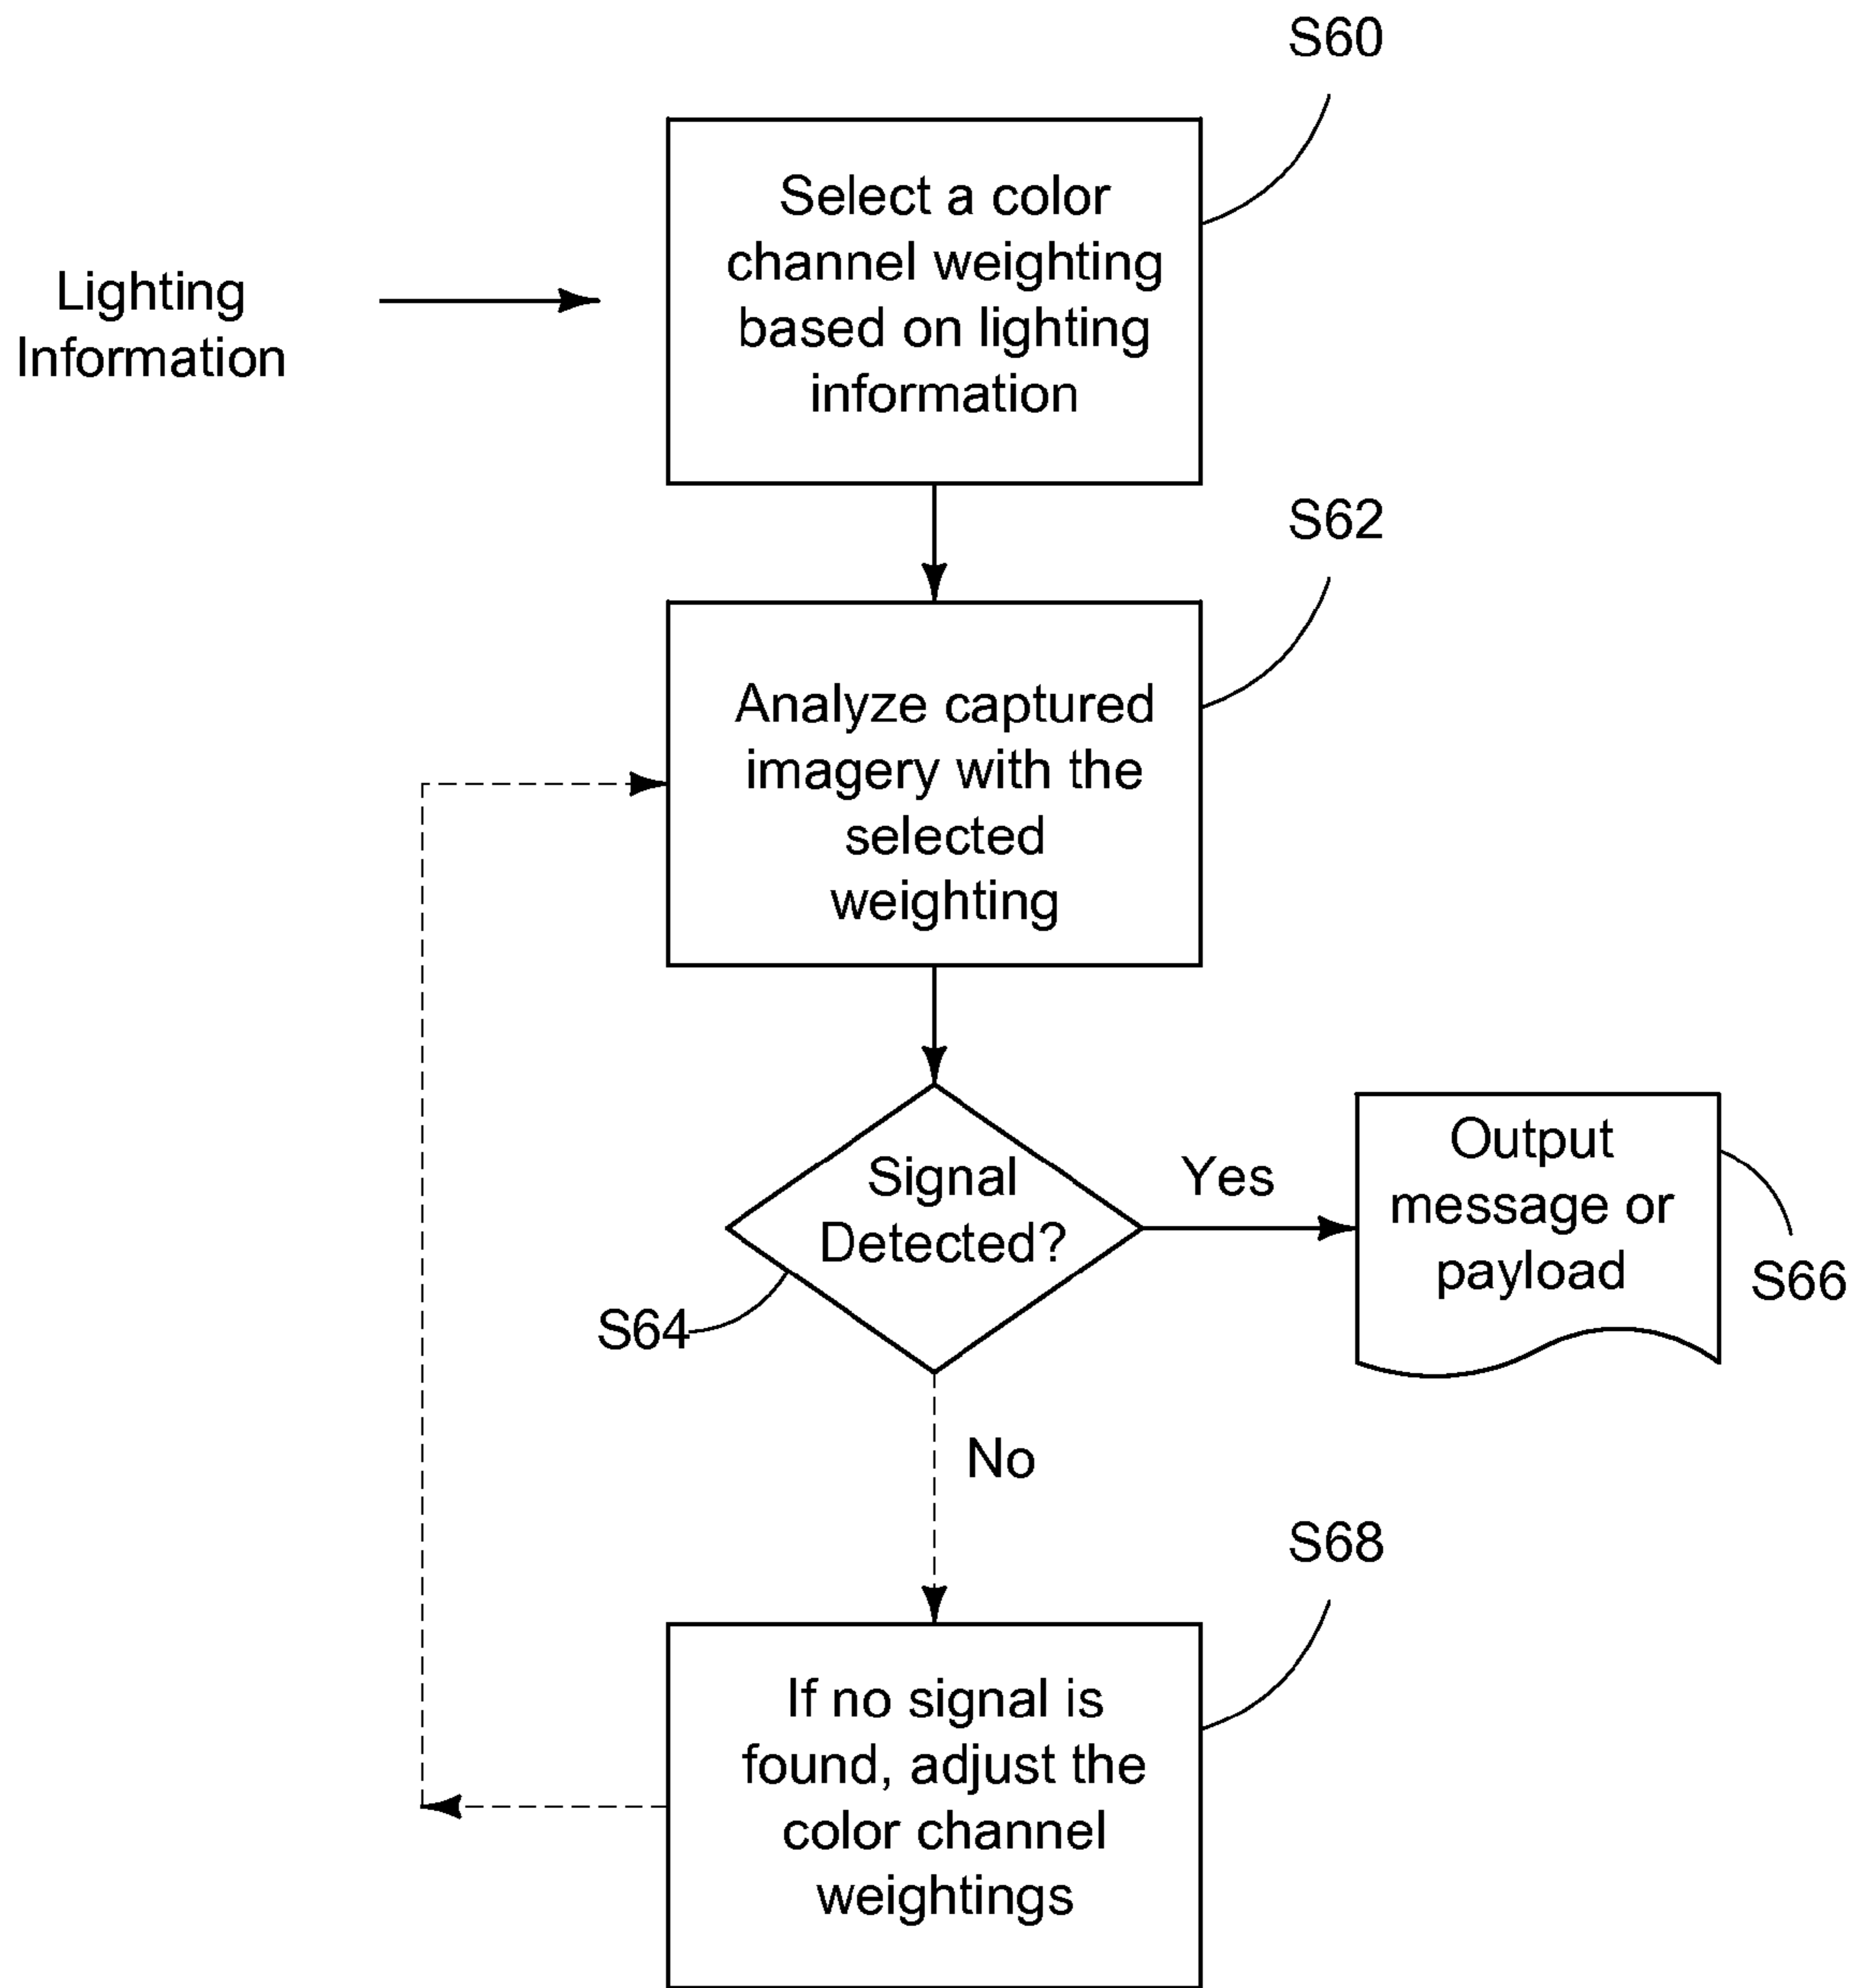 S60
Select a color
channel weighting
based on lighting
information
Lighting
Information
S62
Analyze captured
imagery with the
selected
weighting
Signal
Detected?
Yes
Output
message or
payload
S66
S64
No
S68
If no signal is
found, adjust the
color channel
weightings